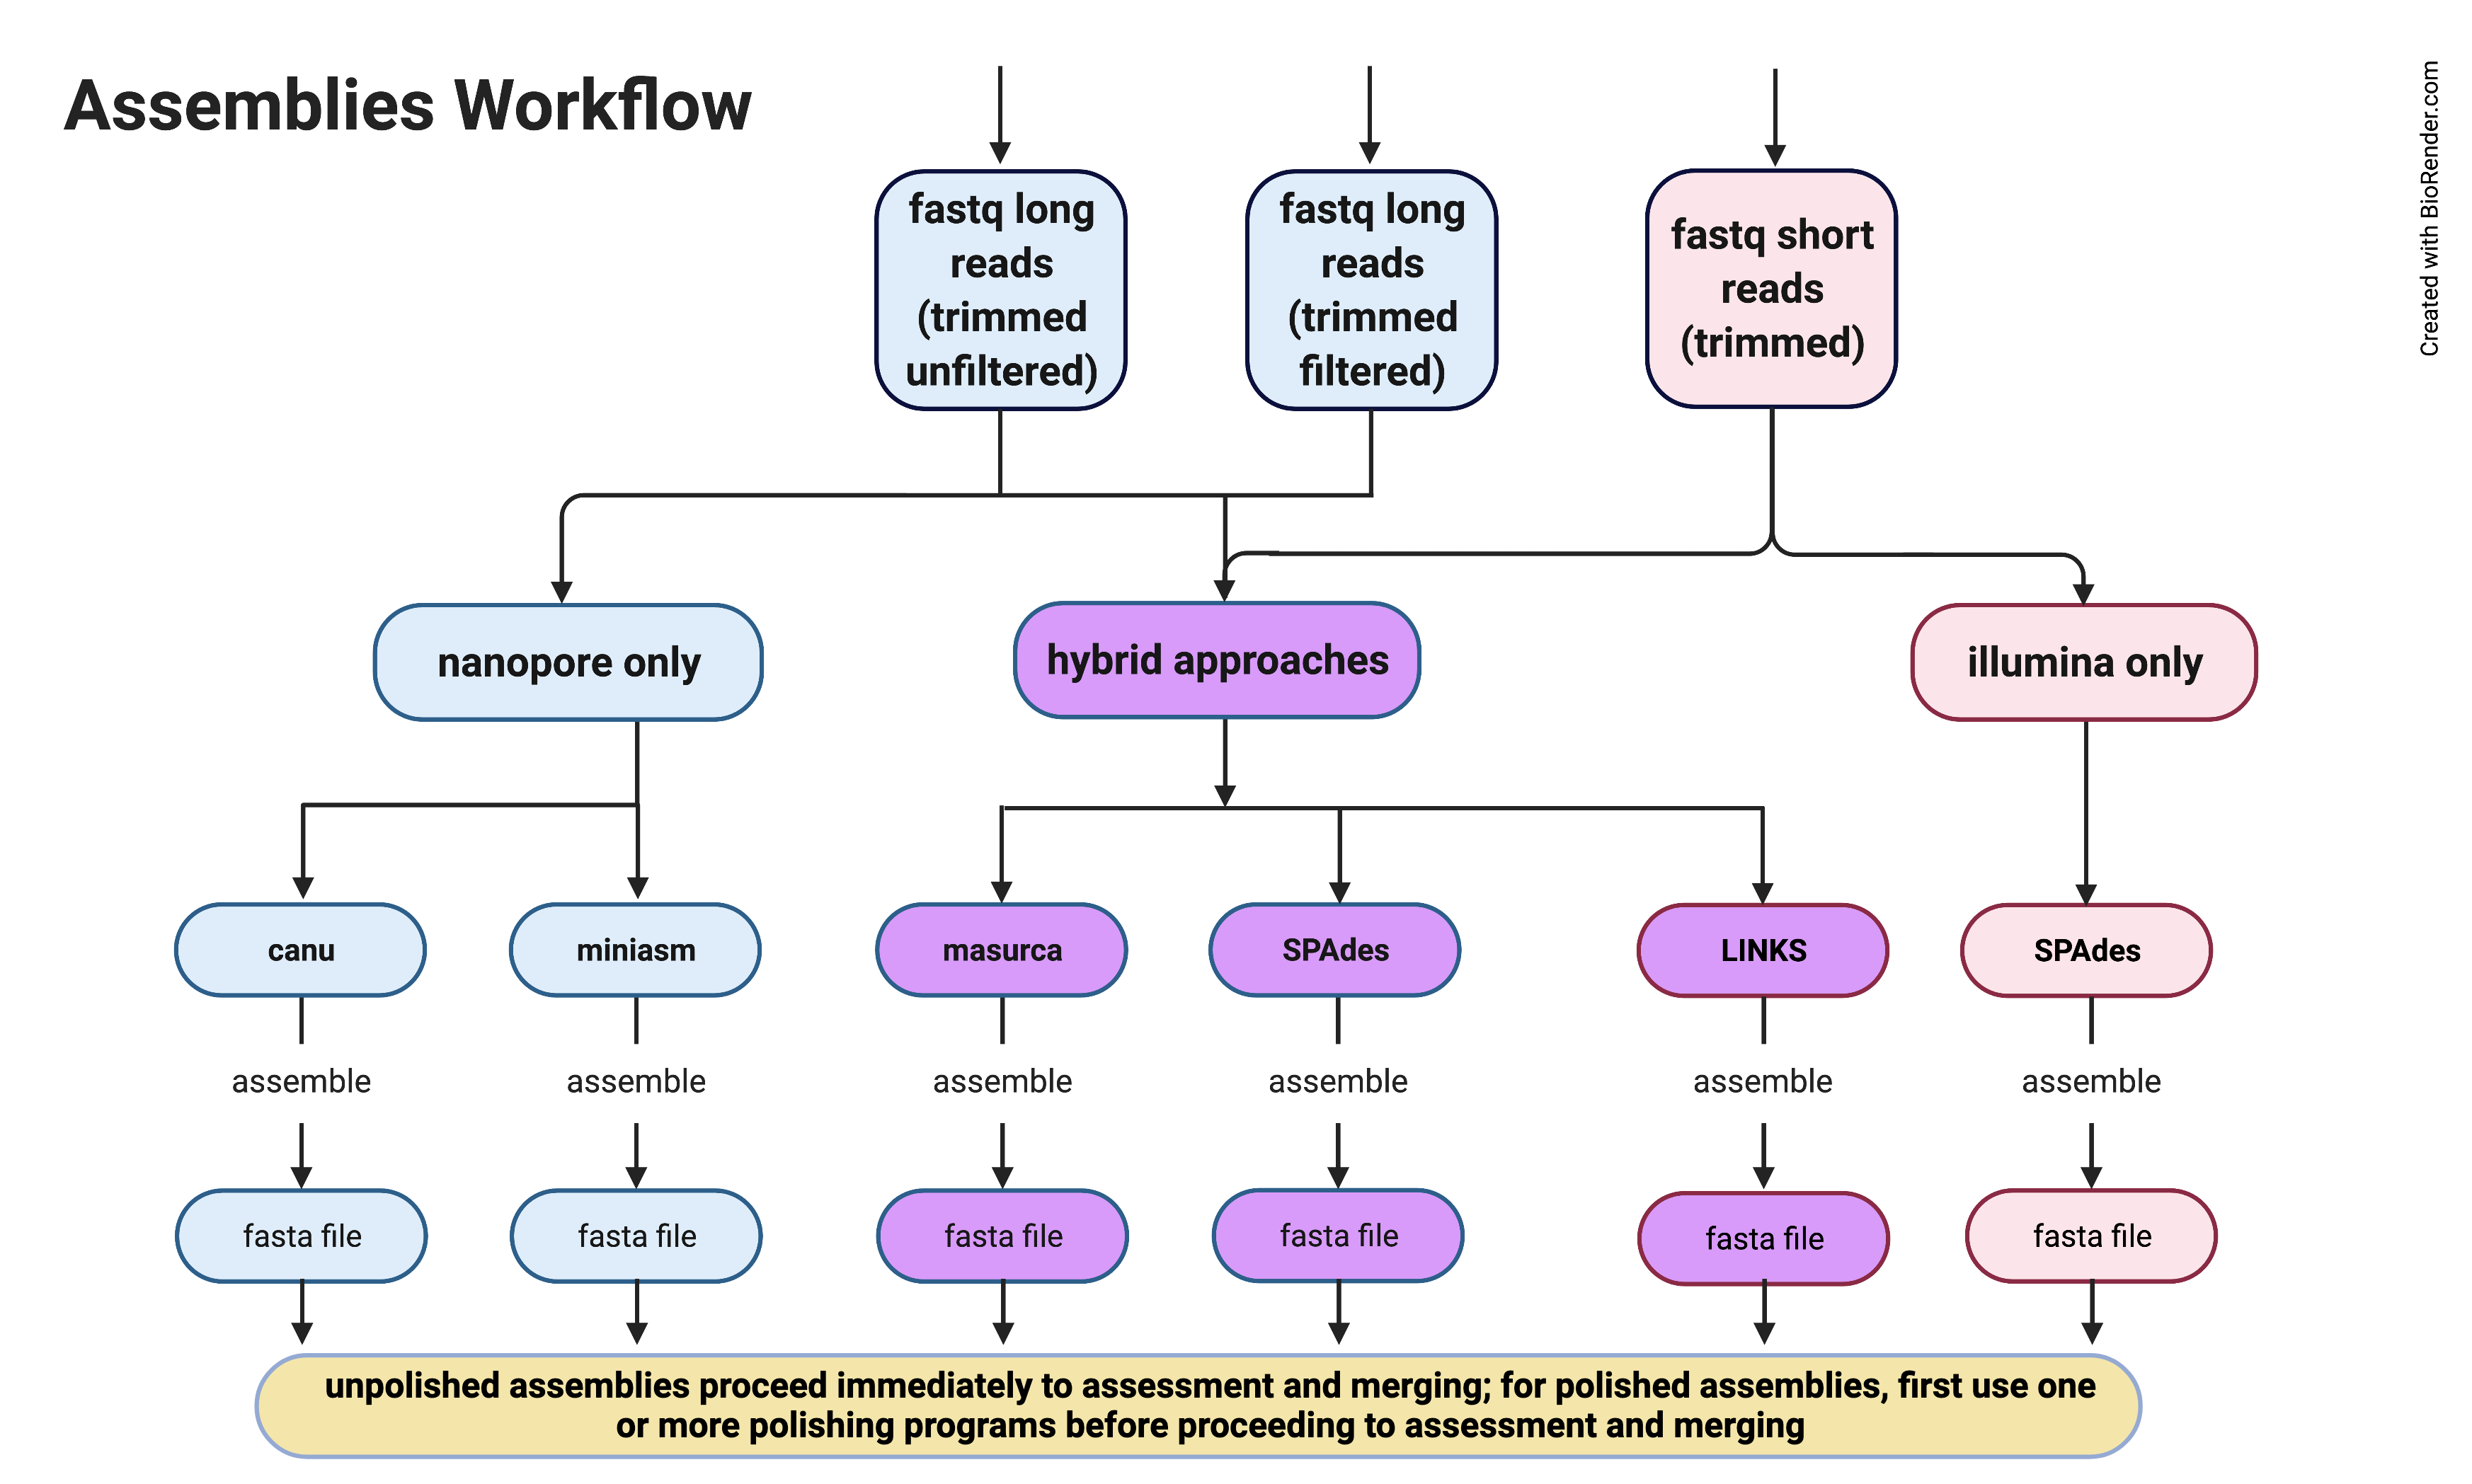 Assemblies Workflow
Created with BioRender.com
fastq long
reads
(trimmed
unfiltered)
fastq long
reads
(trimmed
filtered)
fastq short
reads
(trimmed)
nanopore only
hybrid approaches
illumina only
canu
miniasm
masurca
SPAdes
LINKS
SPAdes
assemble
assemble
assemble
assemble
assemble
assemble
fasta file
fasta file
fasta file
fasta file
fasta file
fasta file
unpolished assemblies proceed immediately to assessment and merging; for polished assemblies, first use one
or more polishing programs before proceeding to assessment and merging